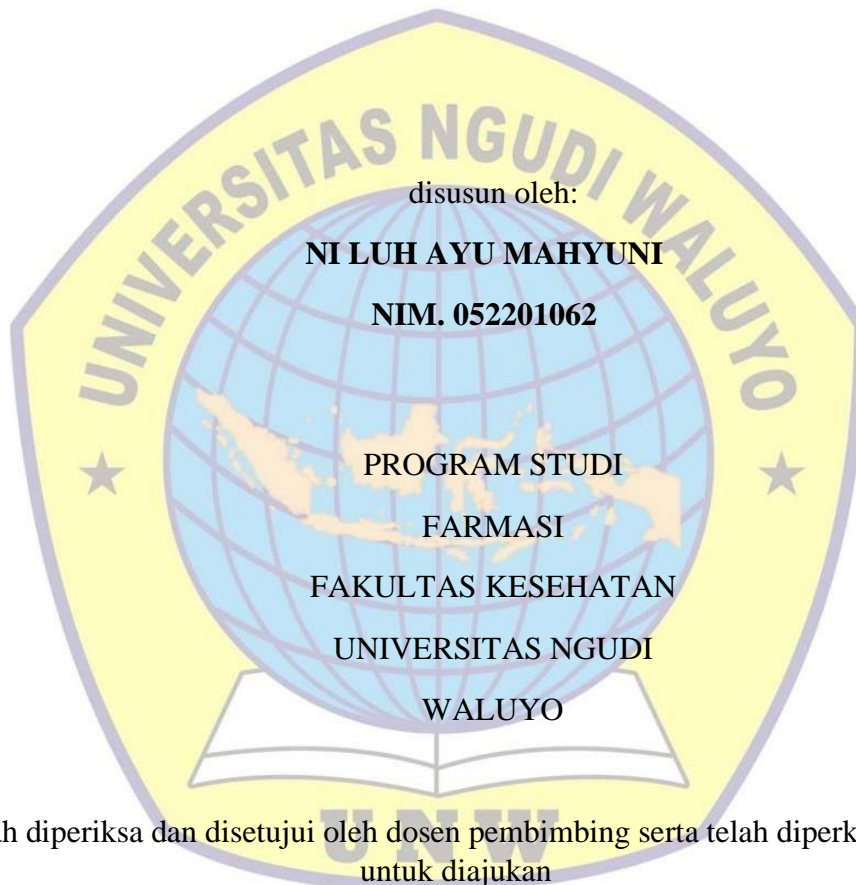 UNIVERSITAS NGUDI WALUYO
disusun oleh:
NI LUH AYU MAHYUNI
NIM. 052201062
PROGRAM STUDI
FARMASI
FAKULTAS KESEHATAN
UNIVERSITAS NGUDI
WALUYO
diperiksa dan disetujui oleh dosen pembimbing serta telah
untuk diajukan
UNW